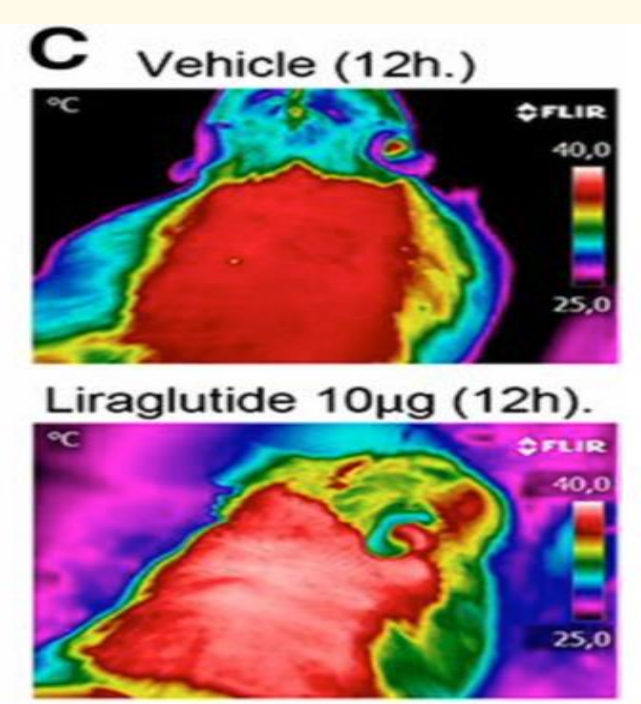 C Vehicle (12h.)
°C FLIR
40,0
25,0
Liraglutide 10µg (12h).
°C FLIR
40,0
25,0